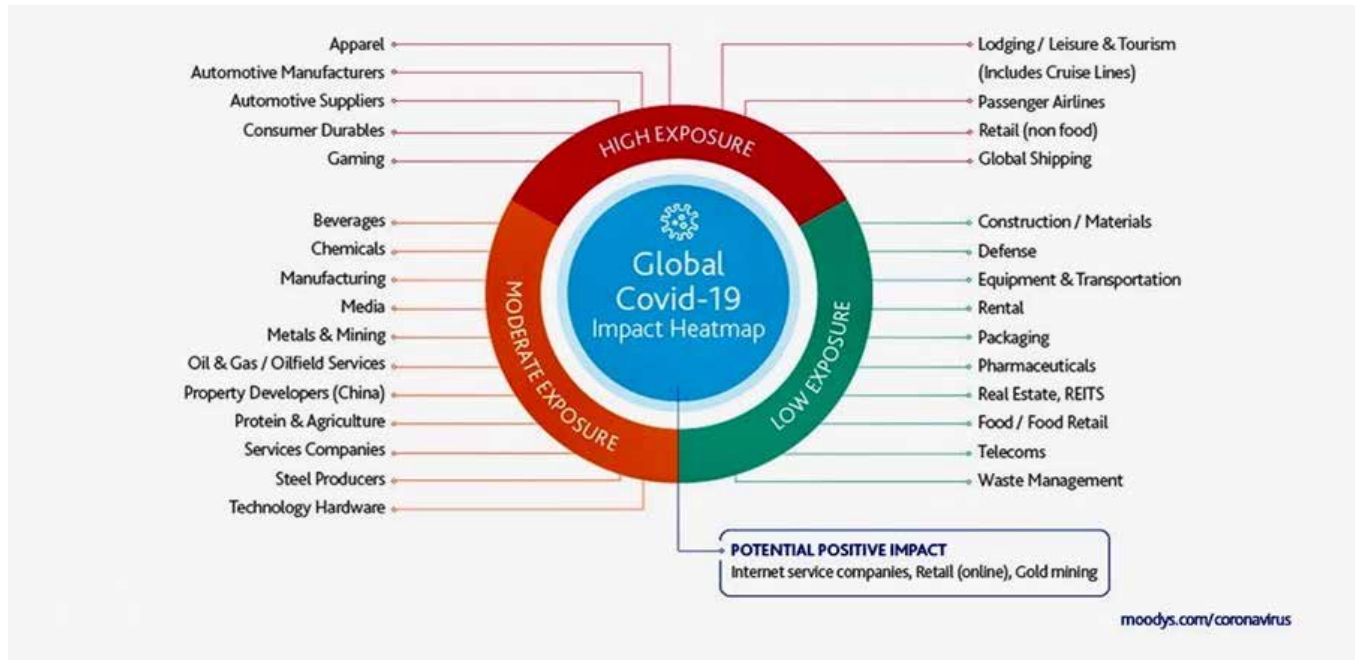 Apparel
Automotive Manufacturers
Automotive Suppliers
Consumer Durables
Gaming
Lodging / Leisure & Tourism
(Includes Cruise Lines)
Passenger Airlines
Retail (non food)
Global Shipping
HIGH EXPOSURE
Beverages
Chemicals
Manufacturing
Media
Metals & Mining
Oil & Gas / Oilfield Services
Property Developers (China)
Protein & Agriculture
Services Companies
Steel Producers
Technology Hardware
MODERATE EXPOSURE
Global
Covid-19
Impact Heatmap
LOW EXPOSURE
Construction / Materials
Defense
Equipment & Transportation
Rental
Packaging
Pharmaceuticals
Real Estate, REITS
Food / Food Retail
Telecoms
Waste Management
POTENTIAL POSITIVE IMPACT
Internet service companies, Retail (online), Gold mining
moodys.com/coronavirus